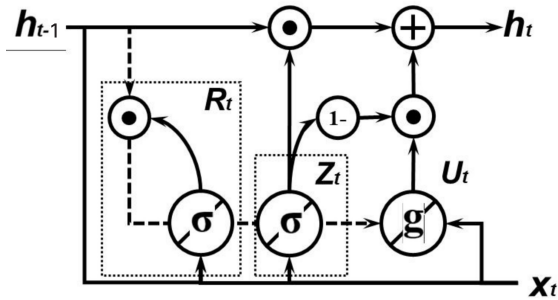 ht-1 ht
Rt 1-
Zt Ut
σ σ g
xt